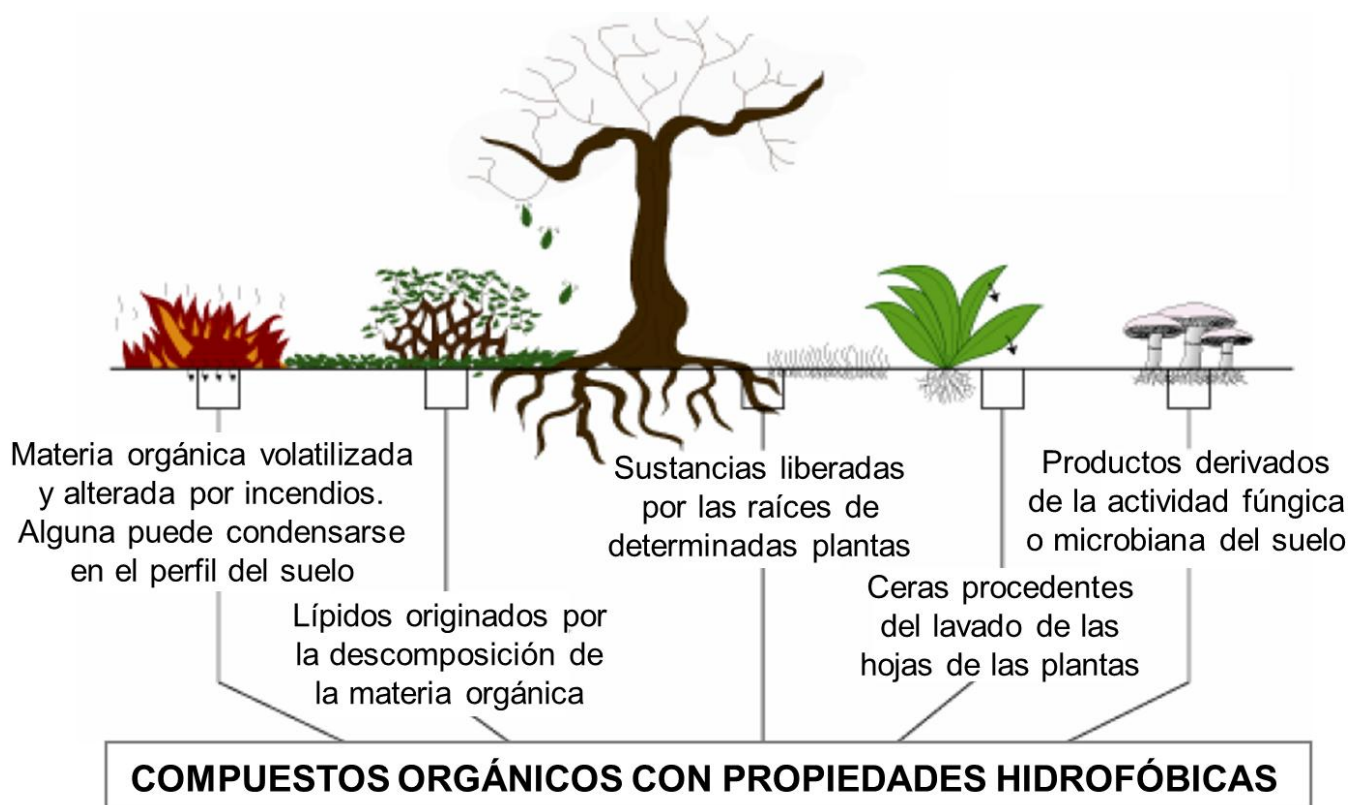 Materia orgánica volatilizada
y alterada por incendios.
Alguna puede condensarse
en el perfil del suelo
Lípidos originados por
la descomposición de
la materia orgánica
Sustancias liberadas
por las raíces de
determinadas plantas
Ceras procedentes
del lavado de las
hojas de las plantas
Productos derivados
de la actividad fúngica
o microbiana del suelo
COMPUESTOS ORGÁNICOS CON PROPIEDADES HIDROFÓBICAS